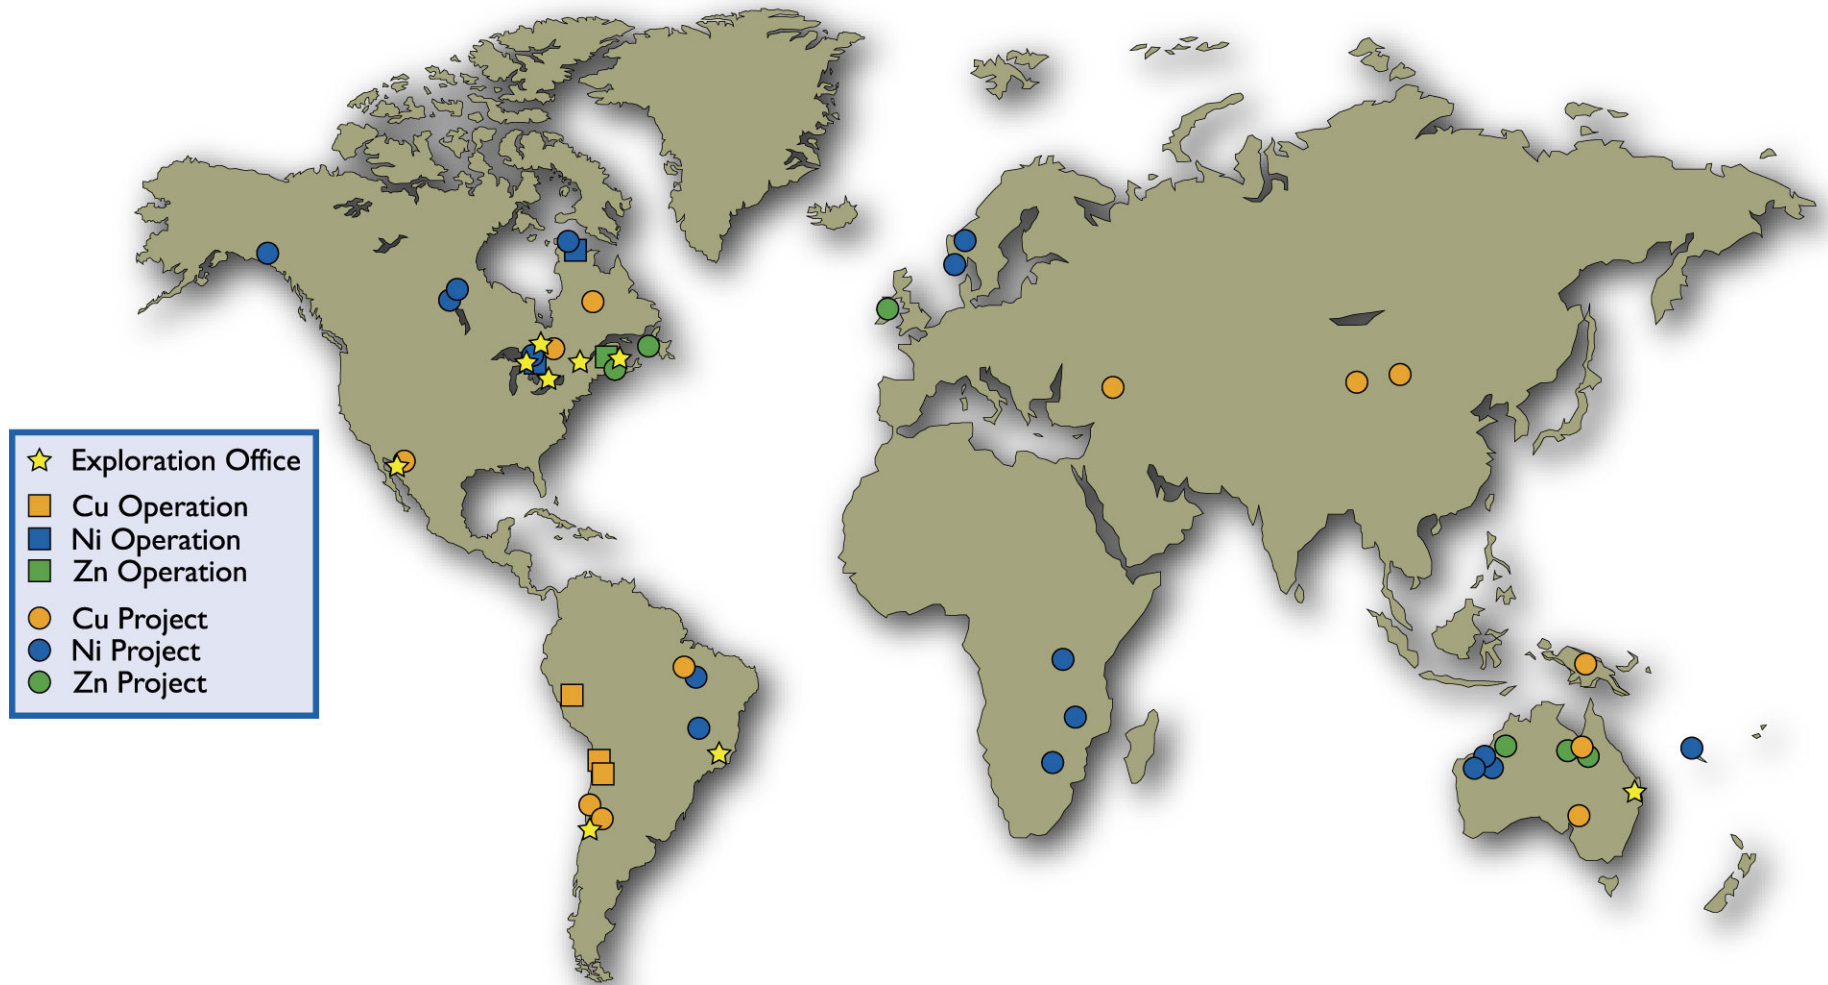 Exploration Office
Cu Operation
Ni Operation
Zn Operation
Cu Project
Ni Project
Zn Project